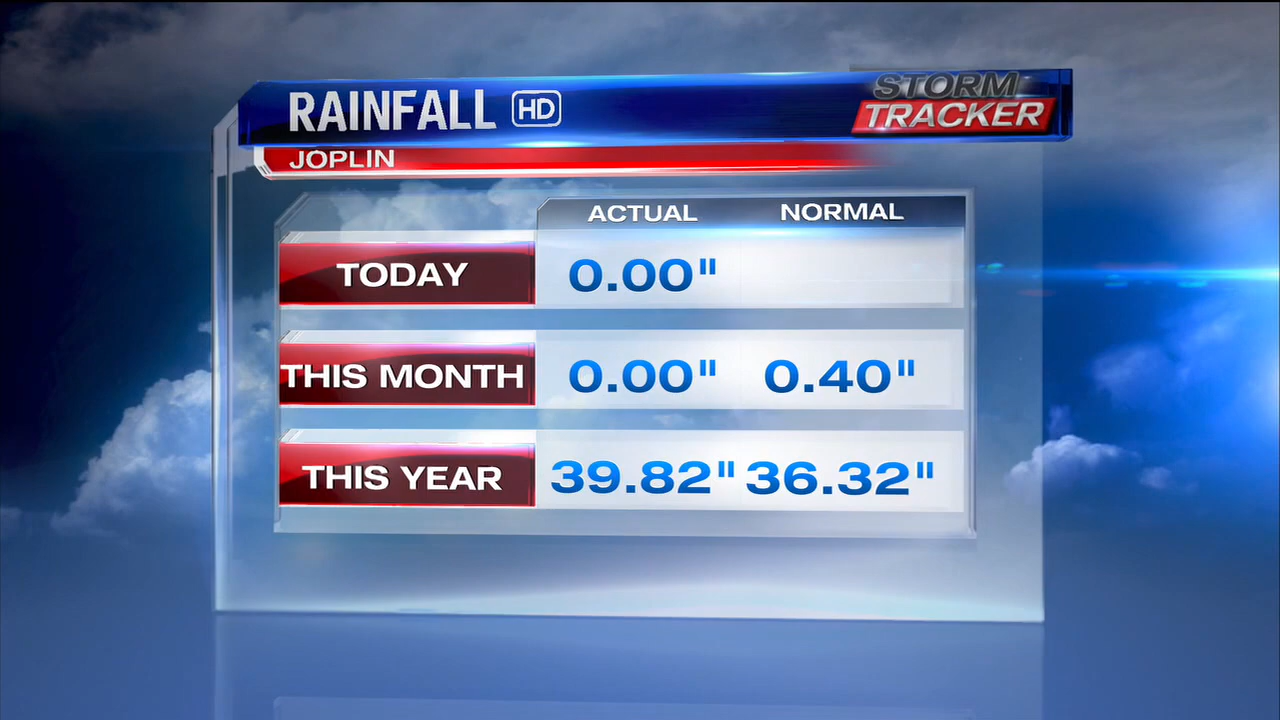 RAINFALL HD
STORM
TRACKER
JOPLIN
ACTUAL NORMAL
TODAY 0.00"
THIS MONTH 0.00" 0.40"
THIS YEAR 39.82" 36.32"